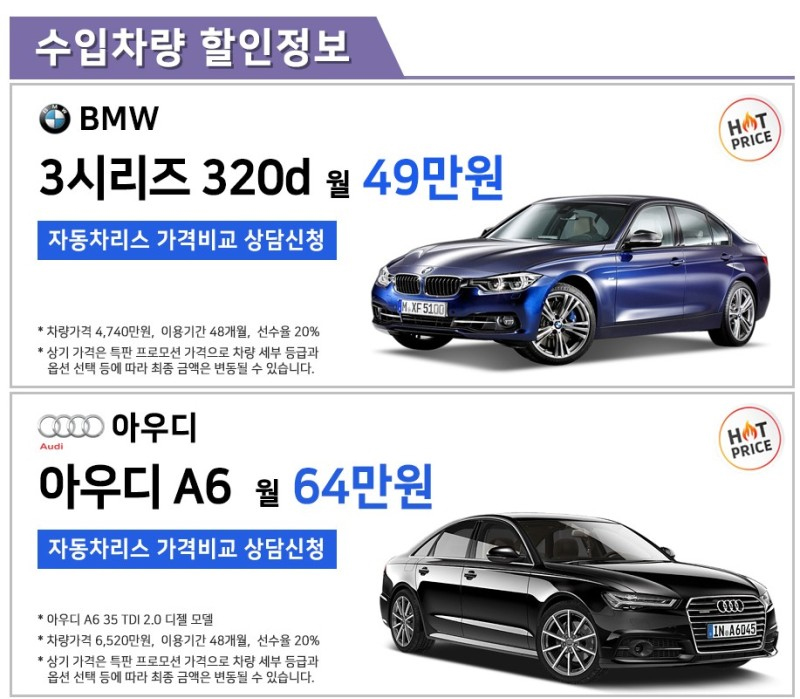 수입차량 할인정보
BMW
HOT
PRICE
3시리즈 320d 월 49만원
자동차리스 가격비교 상담신청
M XF 5100
* 차량가격 4,740만원, 이용기간 48개월, 선수율 20%
* 상기 가격은 특판 프로모션 가격으로 차량 세부 등급과
옵션 선택 등에 따라 최종 금액은 변동될 수 있습니다.
Audi
아우디
HOT
PRICE
아우디 A6 월 64만원
자동차리스 가격비교 상담신청
IN A6045
* 아우디 A6 35 TDI 2.0 디젤 모델
* 차량가격 6,520만원, 이용기간 48개월, 선수율 20%
* 상기 가격은 특판 프로모션 가격으로 차량 세부 등급과
옵션 선택 등에 따라 최종 금액은 변동될 수 있습니다.